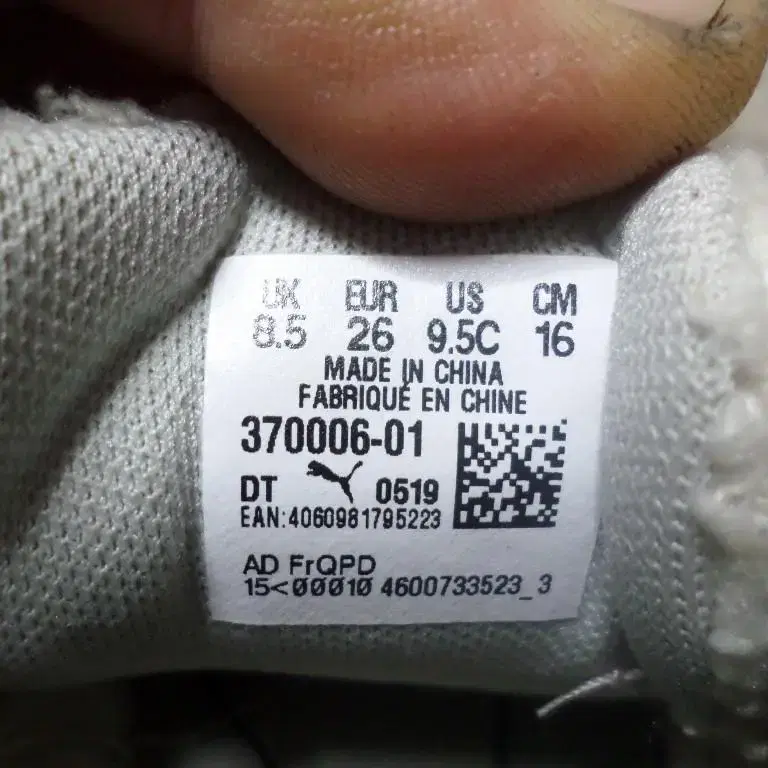 UK EUR US CM
8.5 26 9.5C 16
MADE IN CHINA
FABRIQUÉ EN CHINE
370006-01
DT 0519
EAN:4060981795223
AD FrQPD
15<00010 4600733523_3